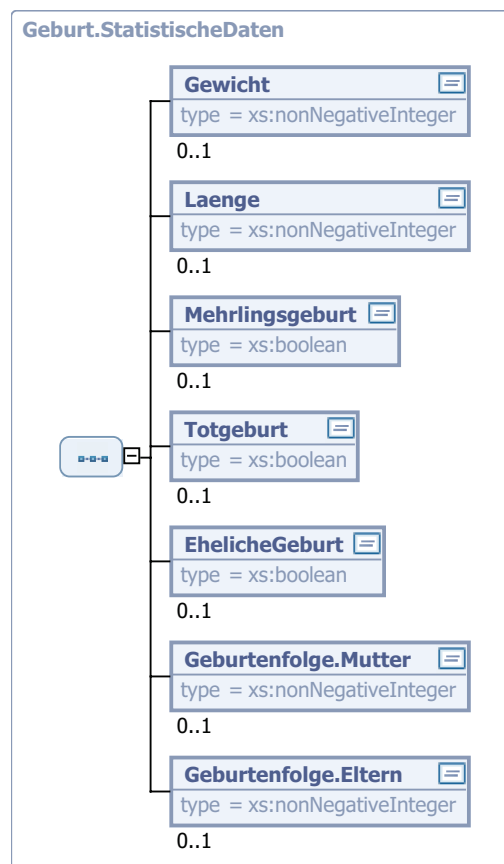 Geburt.StatistischeDaten
Gewicht
type = xs:nonNegativeInteger
0..1
Laenge
type = xs:nonNegativeInteger
0..1
Mehrlingsgeburt
type = xs:boolean
0..1
Totgeburt
type = xs:boolean
0..1
EhelicheGeburt
type = xs:boolean
0..1
Geburtenfolge.Mutter
type = xs:nonNegativeInteger
0..1
Geburtenfolge.Eltern
type = xs:nonNegativeInteger
0..1